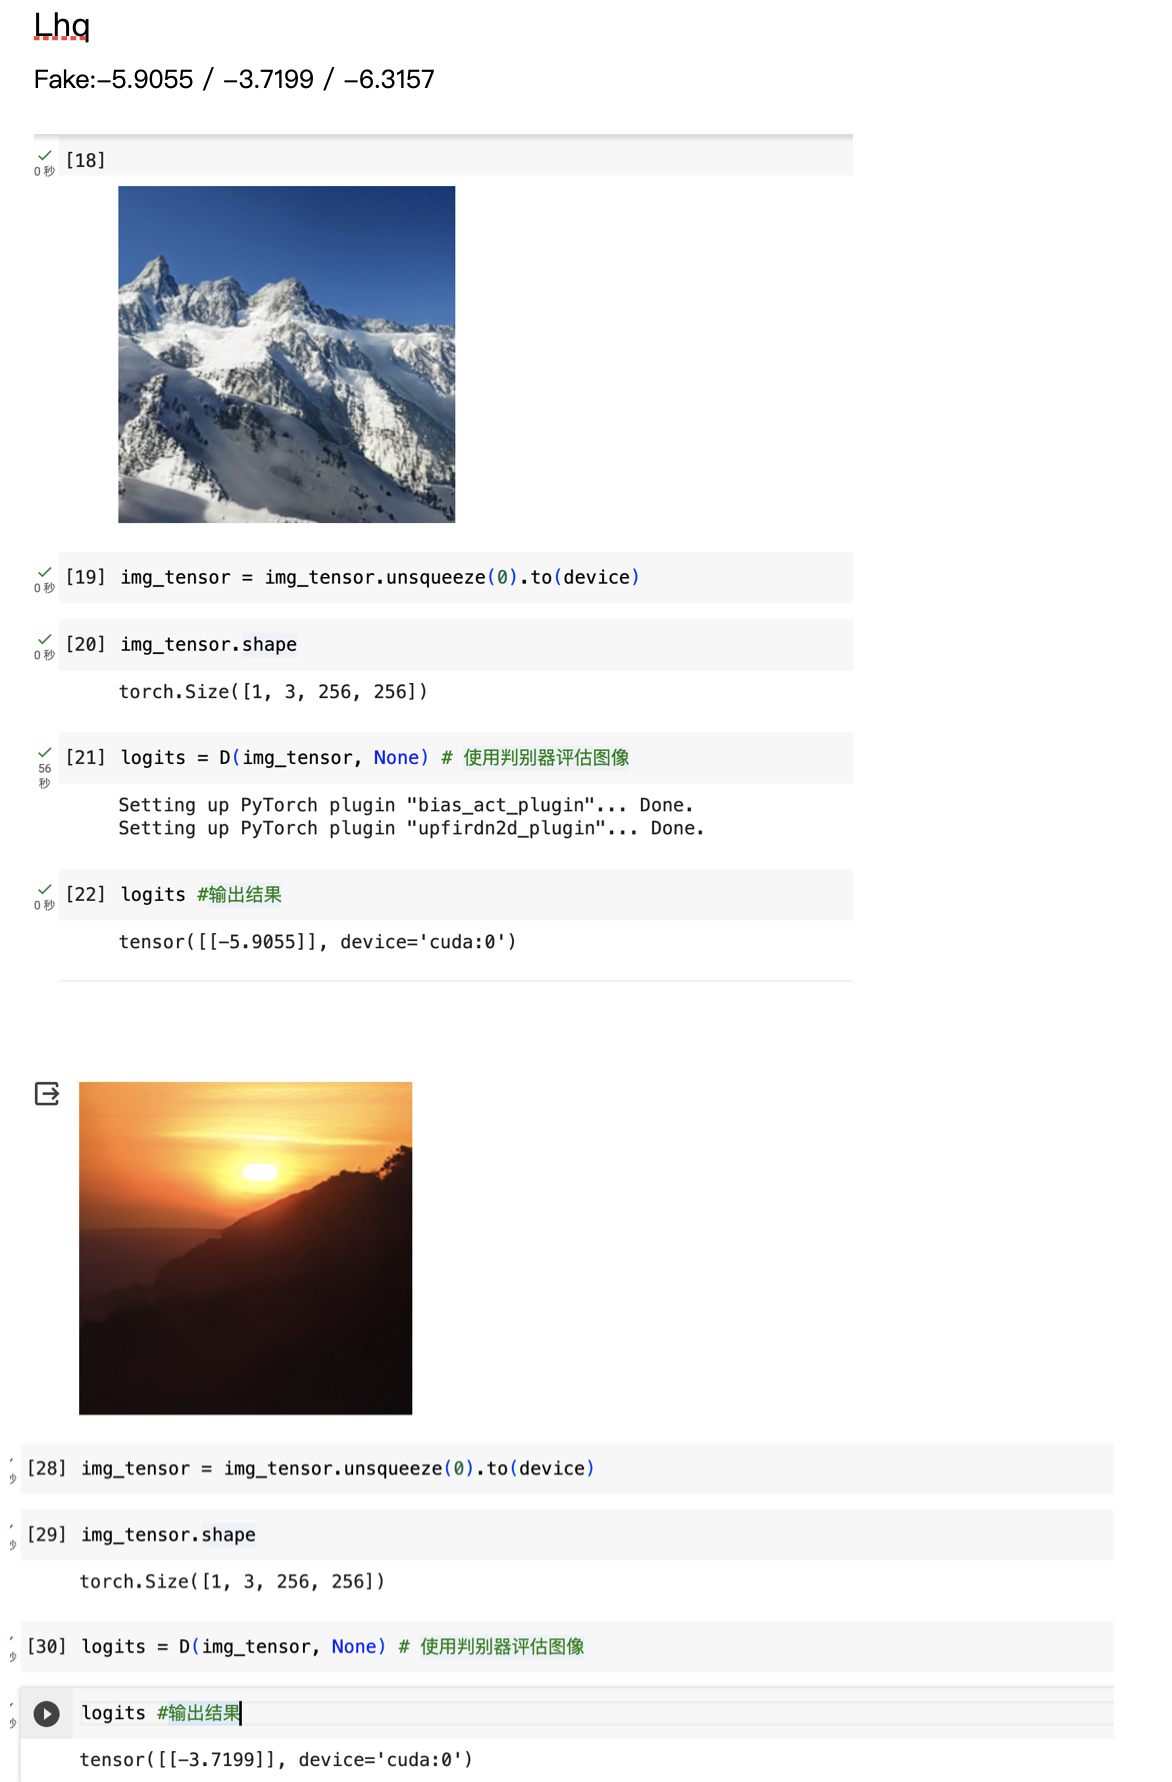 Lhq
Fake:–5.9055 / –3.7199 / –6.3157
[18]
0 秒
[19] img_tensor = img_tensor.unsqueeze(0).to(device)
0 秒
[20] img_tensor.shape
0 秒
torch.Size([1, 3, 256, 256])
[21] logits = D(img_tensor, None) # 使用判别器评估图像
56
秒
Setting up PyTorch plugin "bias_act_plugin"... Done.
Setting up PyTorch plugin "upfirdn2d_plugin"... Done.
[22] logits #输出结果
0 秒
tensor([[-5.9055]], device='cuda:0')
[28] img_tensor = img_tensor.unsqueeze(0).to(device)
[29] img_tensor.shape
torch.Size([1, 3, 256, 256])
[30] logits = D(img_tensor, None) # 使用判别器评估图像
logits #输出结果
tensor([[-3.7199]], device='cuda:0')